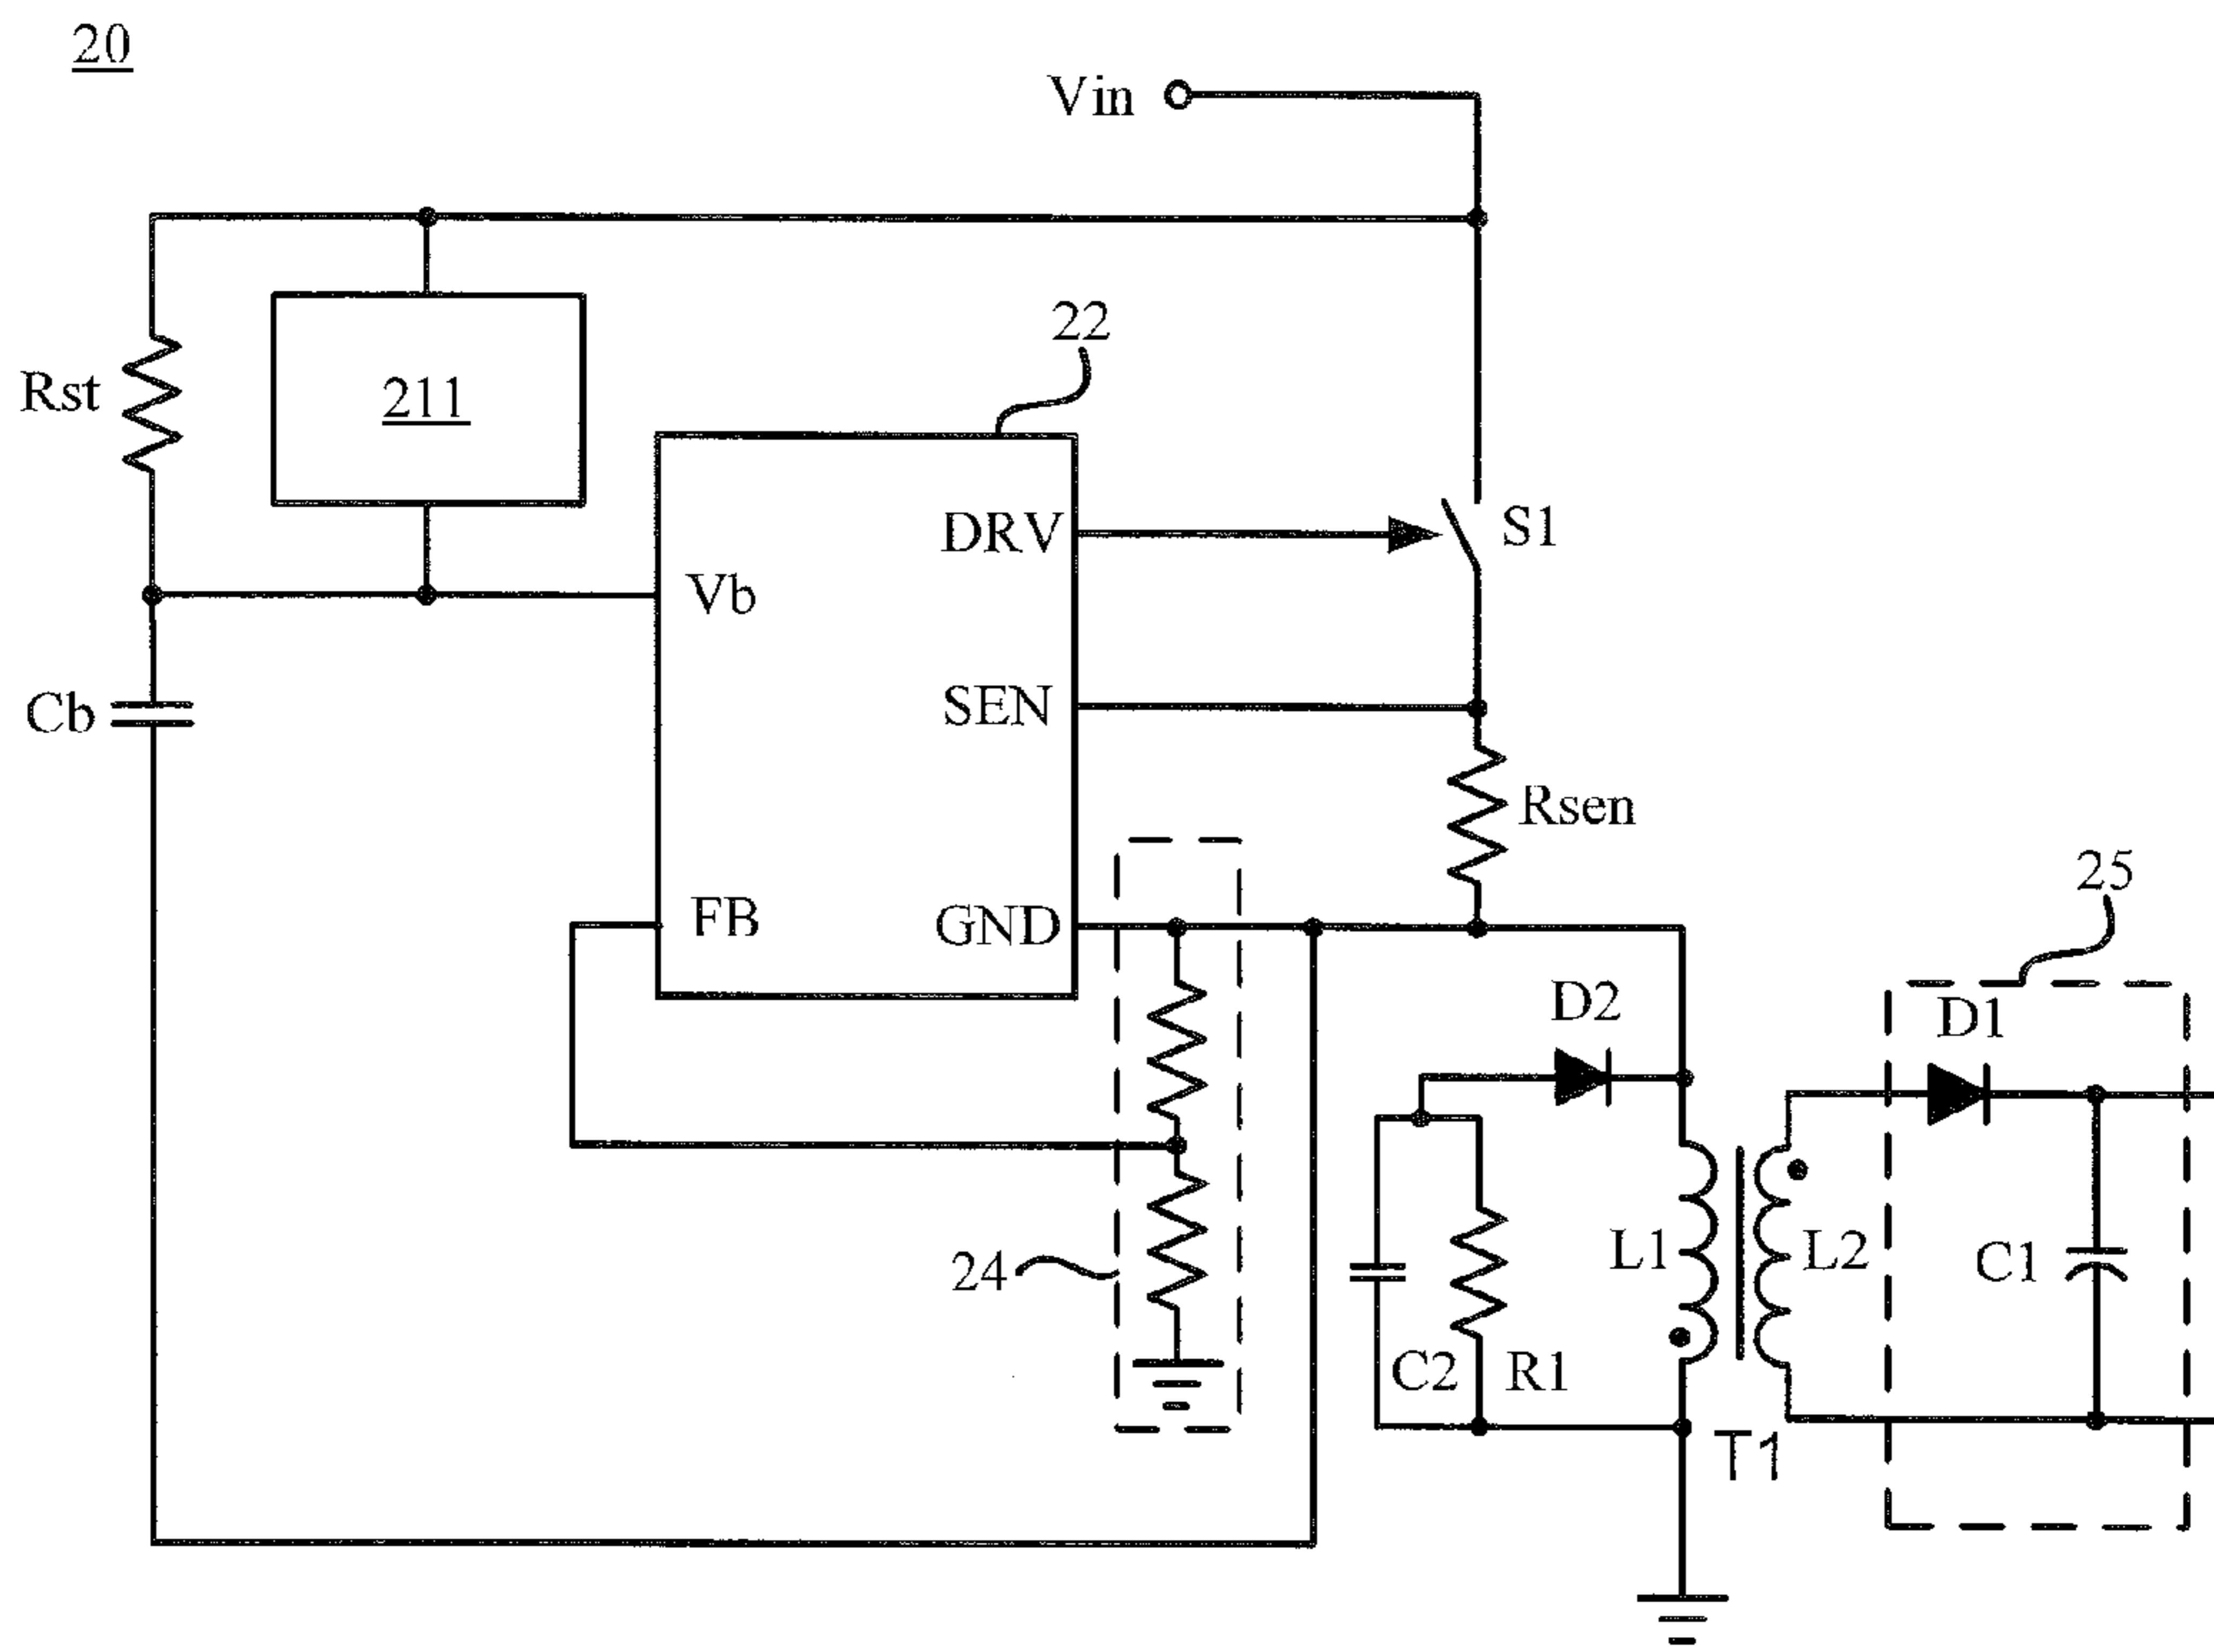 20
Vin
22
Rst
211
DRV
S1
Vb
SEN
Cb
Rsen
25
FB
GND
D2
D1
24
L1
L2
C1
C2
R1
T1